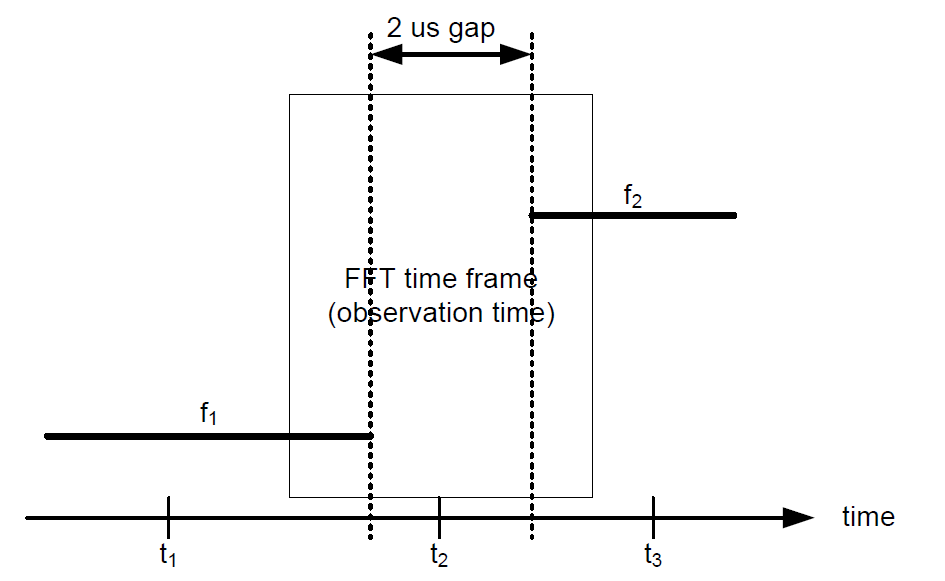 2 us gap
f2
FFT time frame
(observation time)
f1
time
t1
t2
t3